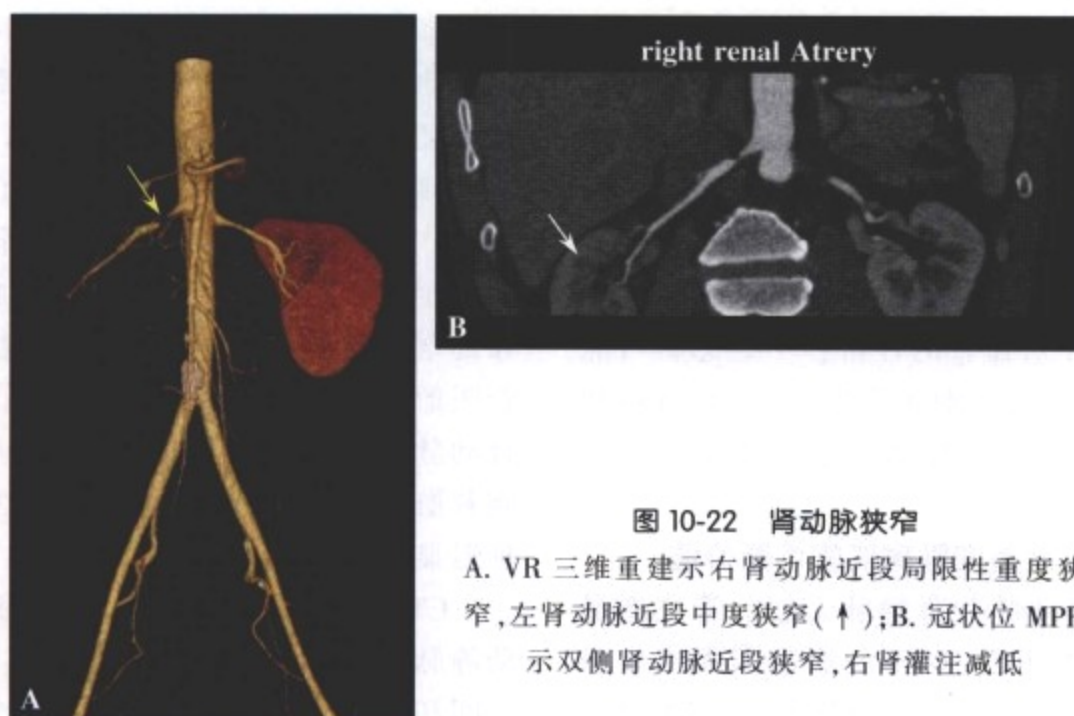 right renal Atrery
B
A
图 10-22 肾动脉狭窄
A. VR 三维重建示右肾动脉近段局限性重度狭
窄,左肾动脉近段中度狭窄(↑);B. 冠状位 MPR
示双侧肾动脉近段狭窄,右肾灌注减低